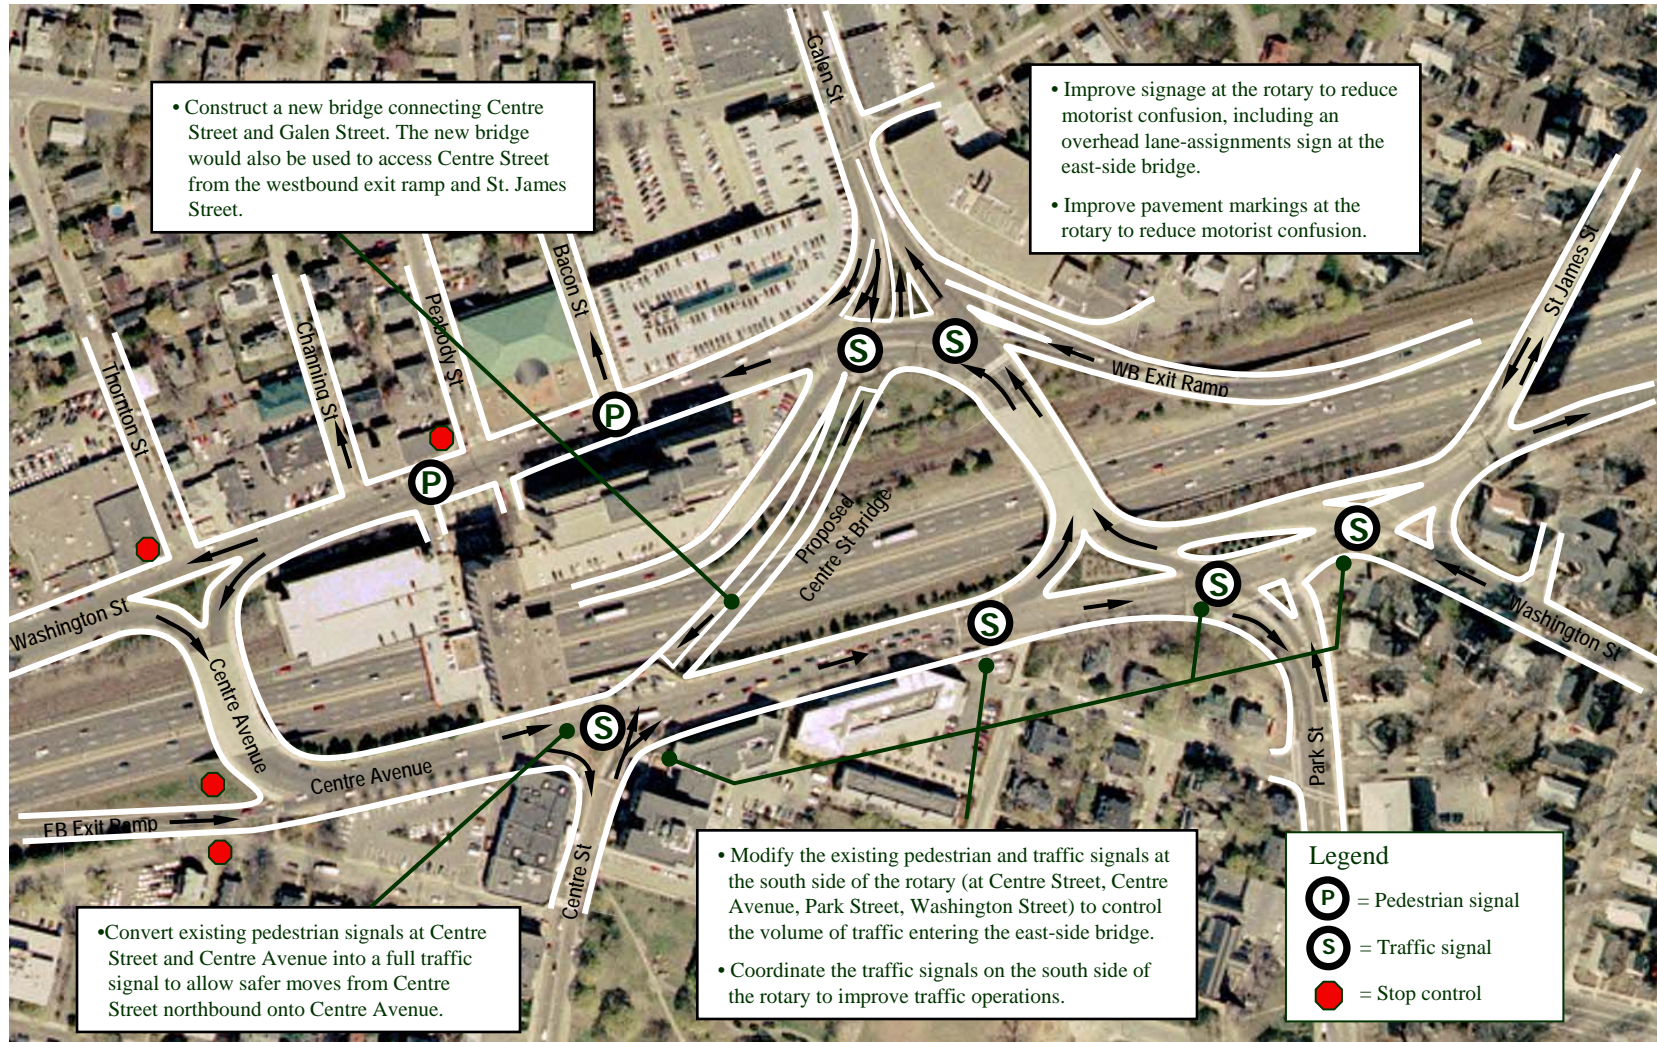 Galen St
• Construct a new bridge connecting Centre
Street and Galen Street. The new bridge
would also be used to access Centre Street
from the westbound exit ramp and St. James
Street.
• Improve signage at the rotary to reduce
motorist confusion, including an
overhead lane-assignments sign at the
east-side bridge.
• Improve pavement markings at the
rotary to reduce motorist confusion.
Bacon St
Peabody St
Channing St
Thornton St
St James St
S
S
WB Exit Ramp
P
P
Proposed
Centre St Bridge
S
S
S
Washington St
Washington St
Centre Avenue
S
Centre Avenue
Park St
EB Exit Ramp
Centre St
• Modify the existing pedestrian and traffic signals at
the south side of the rotary (at Centre Street, Centre
Avenue, Park Street, Washington Street) to control
the volume of traffic entering the east-side bridge.
• Coordinate the traffic signals on the south side of
the rotary to improve traffic operations.
•Convert existing pedestrian signals at Centre
Street and Centre Avenue into a full traffic
signal to allow safer moves from Centre
Street northbound onto Centre Avenue.
Legend
P = Pedestrian signal
S = Traffic signal
= Stop control